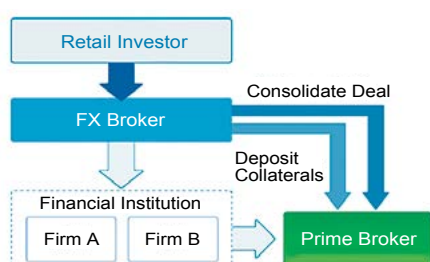 Retail Investor
Consolidate Deal
FX Broker
Deposit
Collaterals
Financial Institution
Firm A
Firm B
Prime Broker